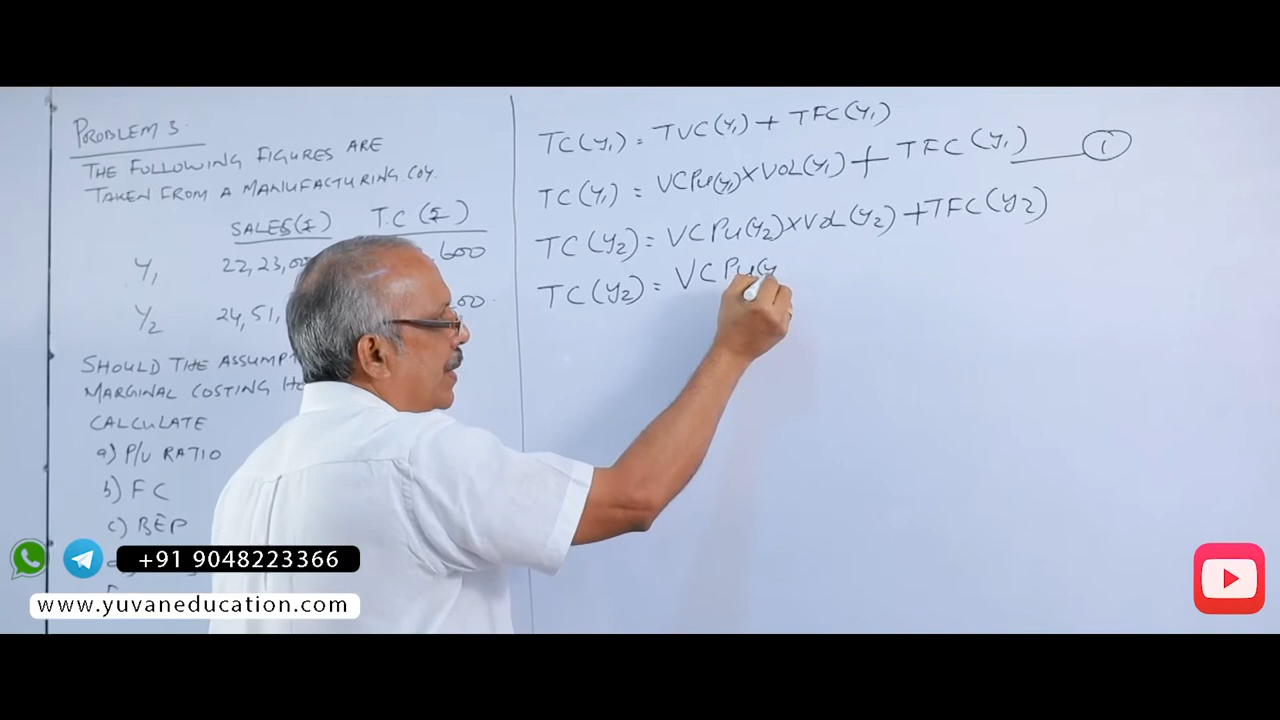 PROBLEM 3.
THE FOLLOWING FIGURES ARE
TAKEN FROM A MANUFACTURING COY.
SALES(₹) T.C (₹)
Y1 22,23,00 ,600
Y2 24,51, 200
SHOULD THE ASSUMPT
MARGINAL COSTING
CALCULATE
a) P/V RATIO
b) FC
c) BEP
TC(Y1) = TVC(Y1) + TFC(Y1)
TC(Y1) = VCPu(Y1) X VOL(Y1) + TFC(Y1) 1
TC(Y2) = VCPu(Y2) X VOL(Y2) + TFC(Y2)
TC(Y2) = VCPu(Y
+91 9048223366
www.yuvaneducation.com